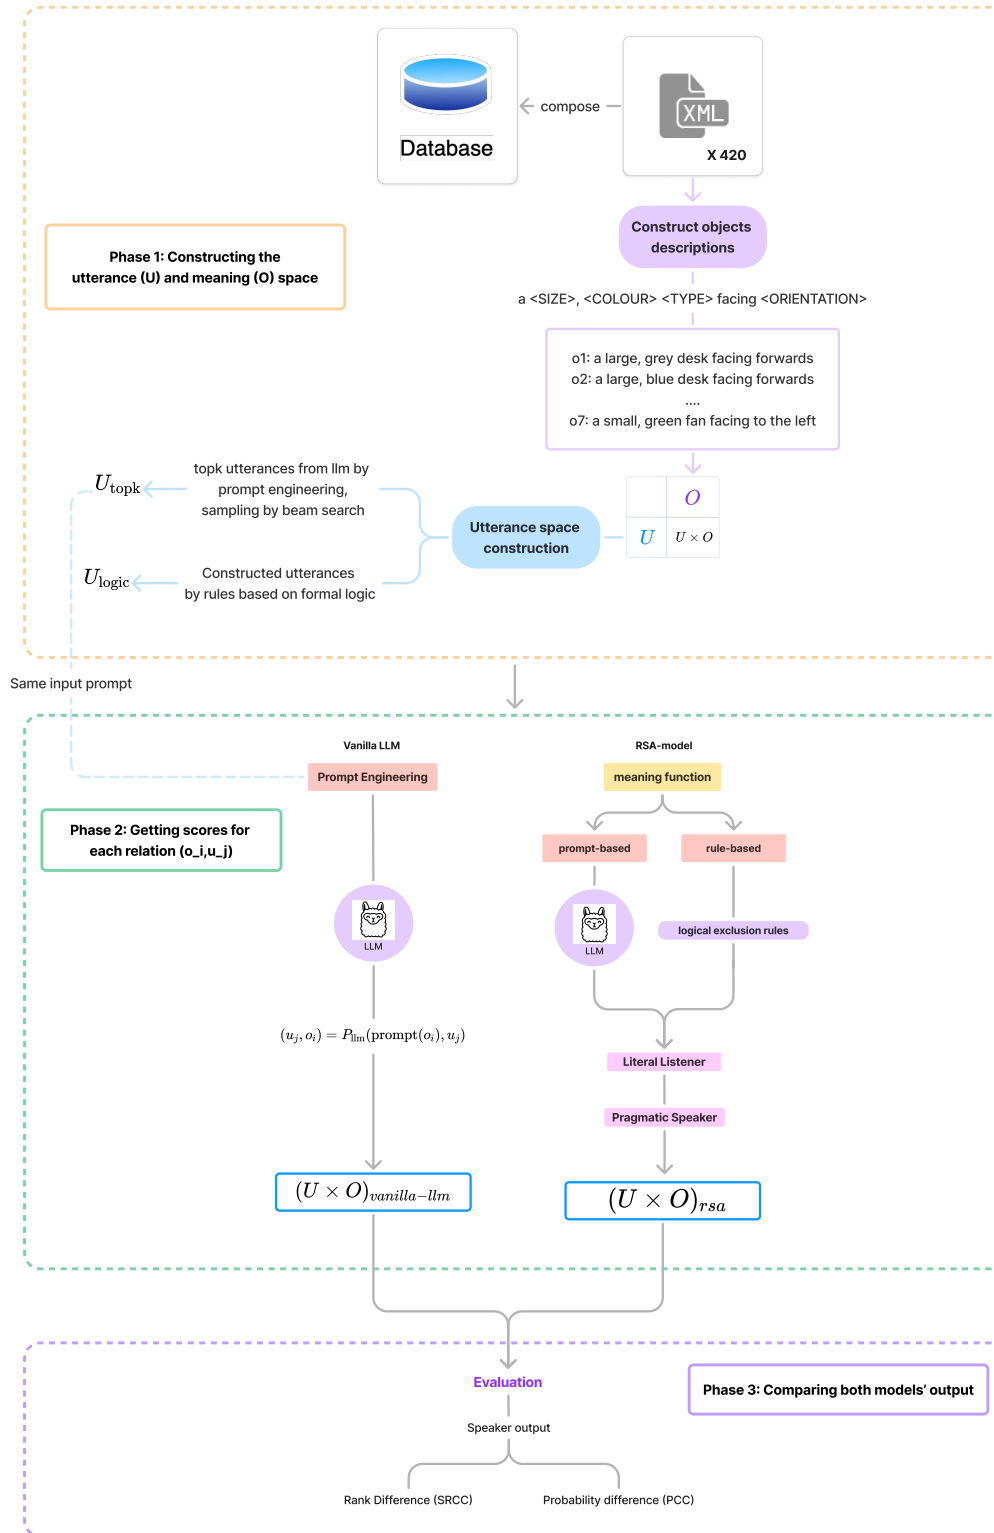 Database
compose
XML
X 420
Construct objects
descriptions
Phase 1: Constructing the
utterance (U) and meaning (O) space
a <SIZE>, <COLOUR> <TYPE> facing <ORIENTATION>
o1: a large, grey desk facing forwards
o2: a large, blue desk facing forwards
....
o7: a small, green fan facing to the left
U_topk
topk utterances from llm by
prompt engineering,
sampling by beam search
Utterance space
construction
O
U
U × O
U_logic
Constructed utterances
by rules based on formal logic
Same input prompt
Vanilla LLM
RSA-model
Prompt Engineering
meaning function
Phase 2: Getting scores for
each relation (o_i,u_j)
prompt-based
rule-based
LLM
LLM
logical exclusion rules
(u_j, o_i) = P_llm(prompt(o_i), u_j)
Literal Listener
Pragmatic Speaker
(U × O)_vanilla−llm
(U × O)_rsa
Evaluation
Phase 3: Comparing both models’ output
Speaker output
Rank Difference (SRCC)
Probability difference (PCC)